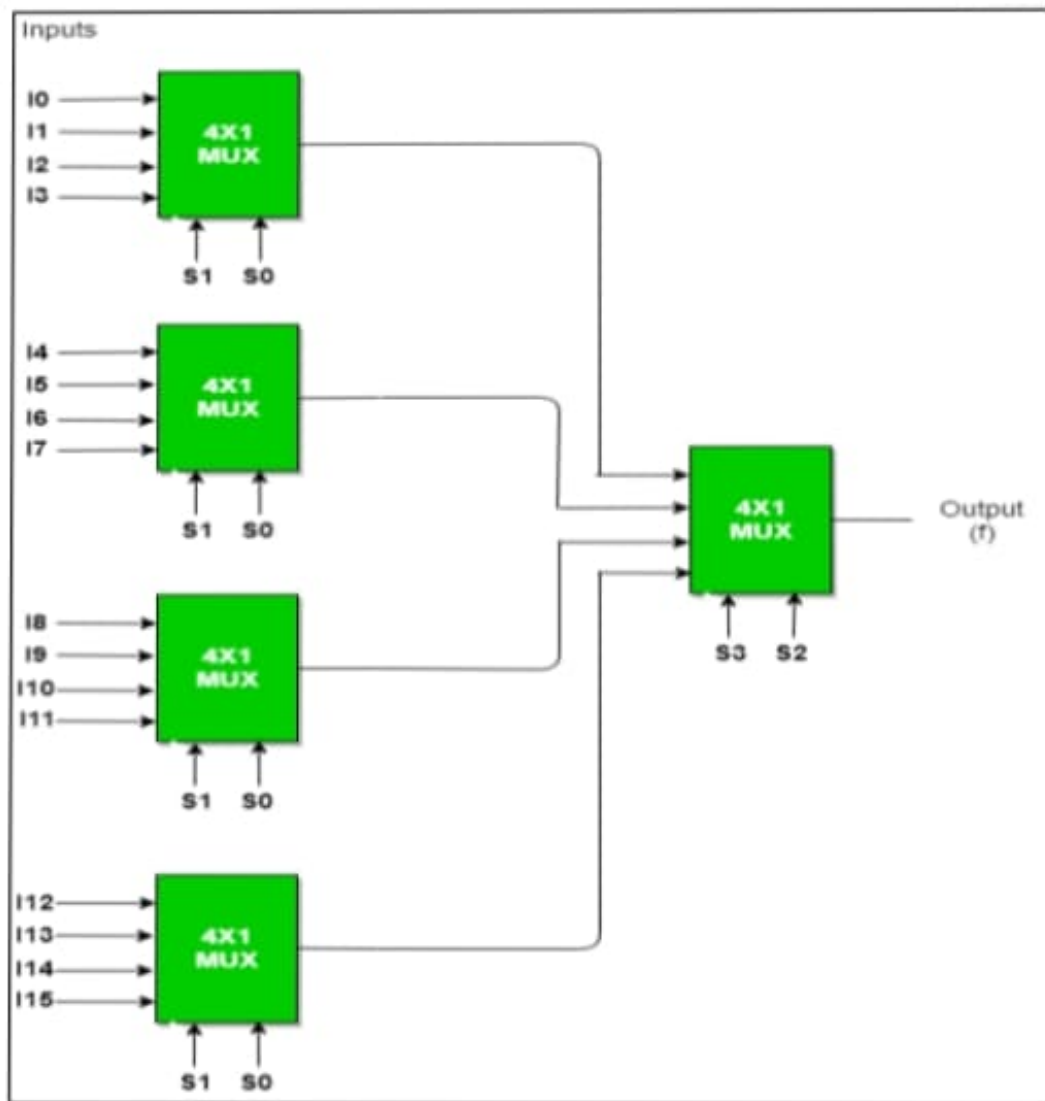 Inputs
I0
I1
I2
I3
4X1
MUX
S1 S0
I4
I5
I6
I7
4X1
MUX
S1 S0
4X1
MUX
Output
(f)
S3 S2
I8
I9
I10
I11
4X1
MUX
S1 S0
I12
I13
I14
I15
4X1
MUX
S1 S0